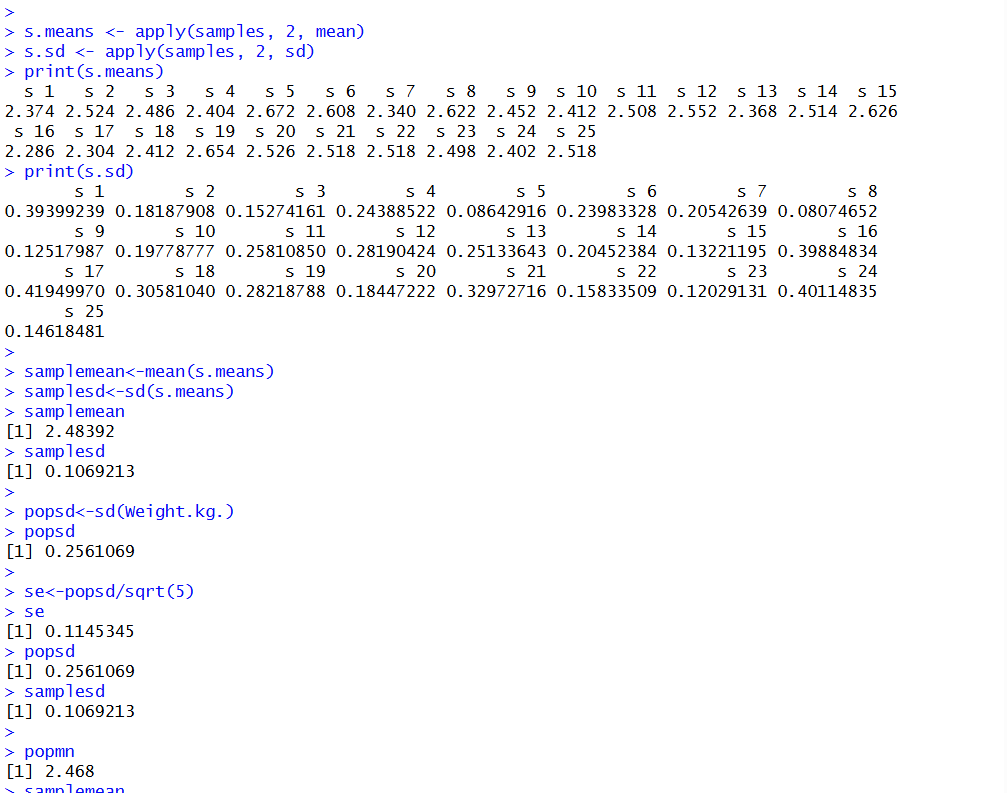 >
> s.means <- apply(samples, 2, mean)
> s.sd <- apply(samples, 2, sd)
> print(s.means)
s 1 s 2 s 3 s 4 s 5 s 6 s 7 s 8 s 9 s 10 s 11 s 12 s 13 s 14 s 15
2.374 2.524 2.486 2.404 2.672 2.608 2.340 2.622 2.452 2.412 2.508 2.552 2.368 2.514 2.626
s 16 s 17 s 18 s 19 s 20 s 21 s 22 s 23 s 24 s 25
2.286 2.304 2.412 2.654 2.526 2.518 2.518 2.498 2.402 2.518
> print(s.sd)
s 1 s 2 s 3 s 4 s 5 s 6 s 7 s 8
0.39399239 0.18187908 0.15274161 0.24388522 0.08642916 0.23983328 0.20542639 0.08074652
s 9 s 10 s 11 s 12 s 13 s 14 s 15 s 16
0.12517987 0.19778777 0.25810850 0.28190424 0.25133643 0.20452384 0.13221195 0.39884834
s 17 s 18 s 19 s 20 s 21 s 22 s 23 s 24
0.41949970 0.30581040 0.28218788 0.18447222 0.32972716 0.15833509 0.12029131 0.40114835
s 25
0.14618481
>
> samplemean<-mean(s.means)
> samplesd<-sd(s.means)
> samplemean
[1] 2.48392
> samplesd
[1] 0.1069213
>
> popsd<-sd(Weight.kg.)
> popsd
[1] 0.2561069
>
> se<-popsd/sqrt(5)
> se
[1] 0.1145345
> popsd
[1] 0.2561069
> samplesd
[1] 0.1069213
>
> popmn
[1] 2.468
> samplemean